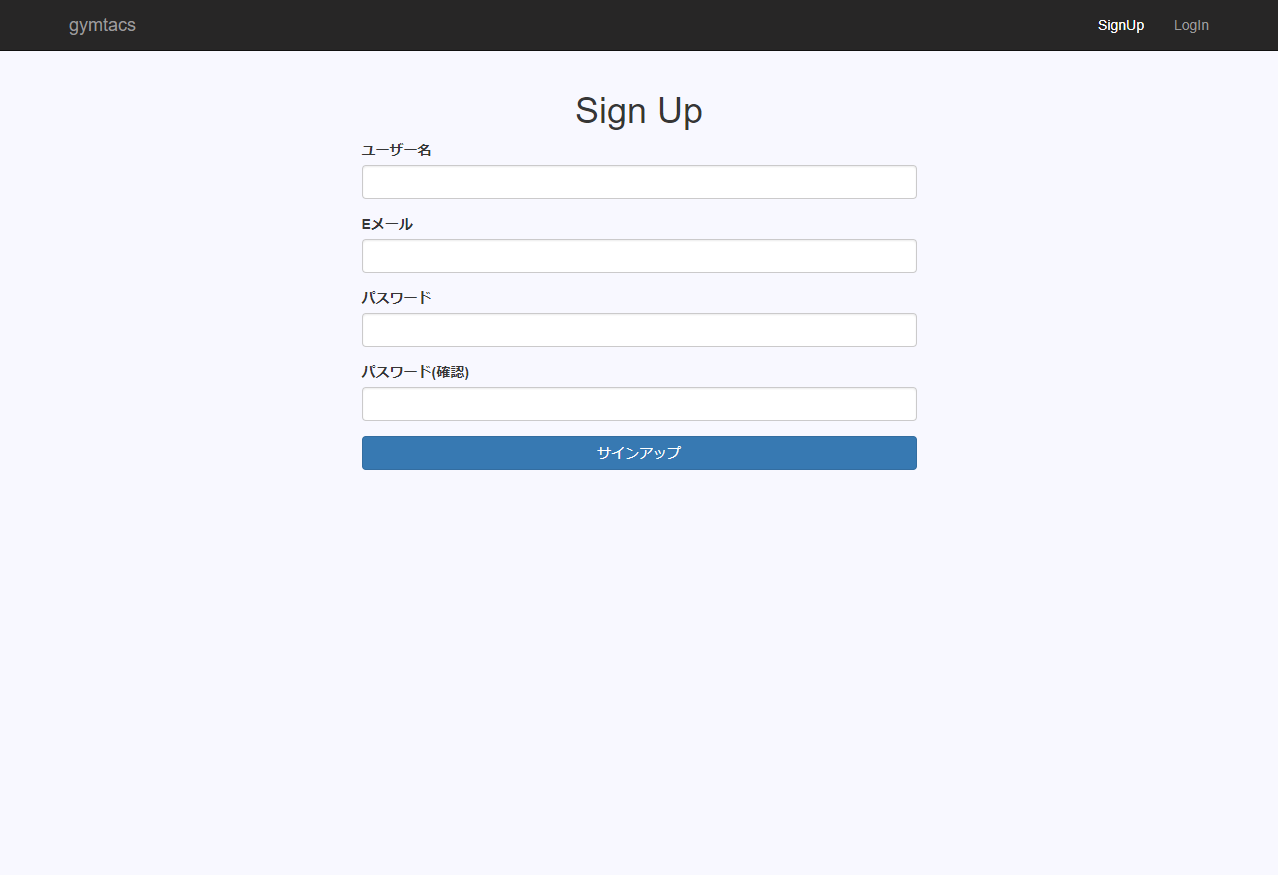 gymtacs SignUp LogIn
Sign Up
ユーザー名
Eメール
パスワード
パスワード(確認)
サインアップ